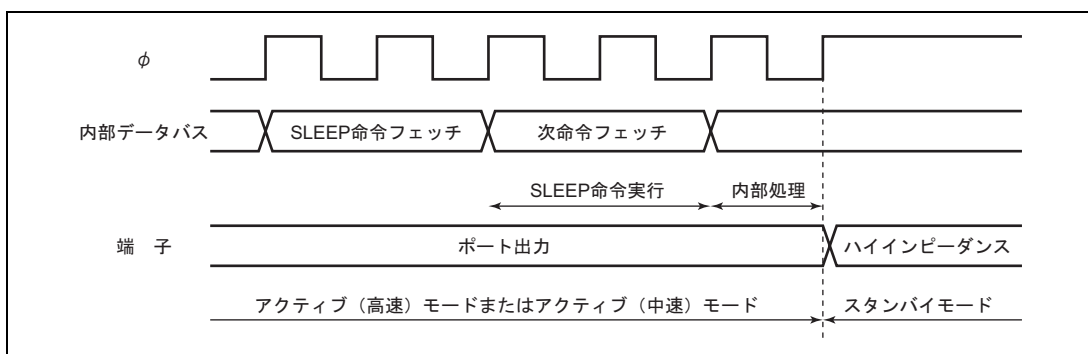 φ
内部データバス SLEEP命令フェッチ 次命令フェッチ
SLEEP命令実行 内部処理
端 子 ポート出力 ハイインピーダンス
アクティブ(高速)モードまたはアクティブ(中速)モード スタンバイモード